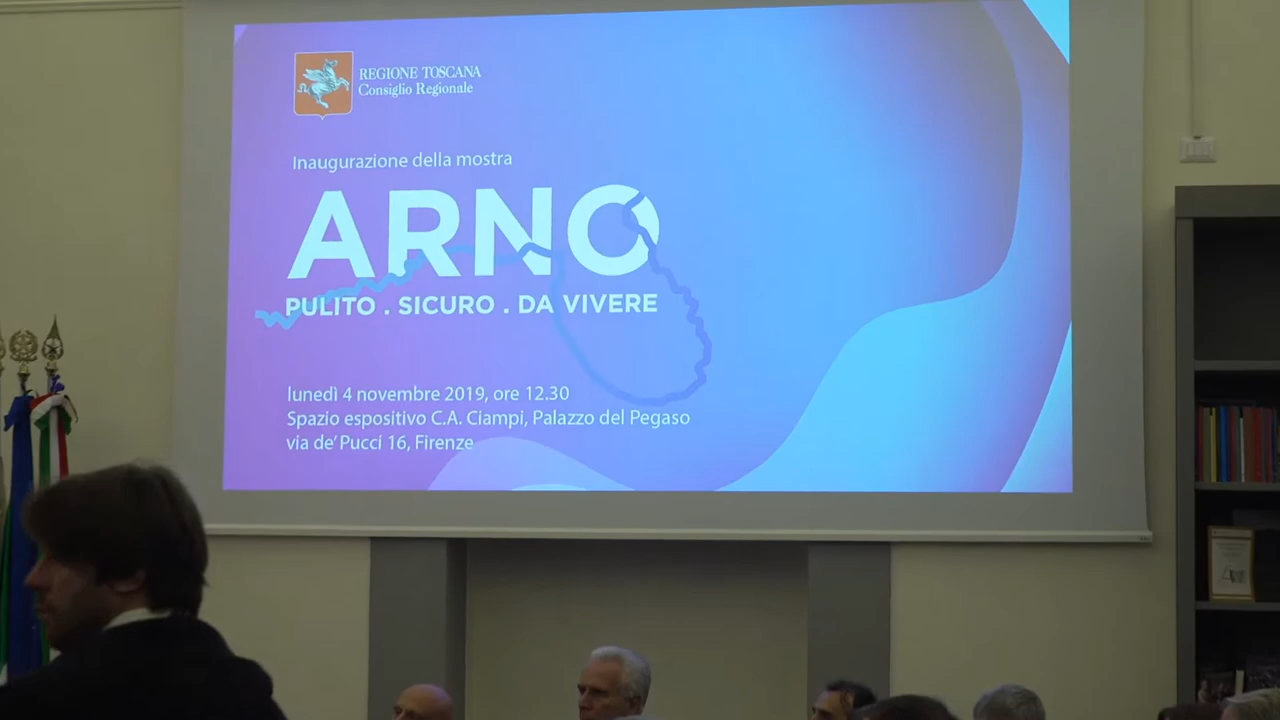 REGIONE TOSCANA
Consiglio Regionale
Inaugurazione della mostra
ARNO
PULITO . SICURO . DA VIVERE
lunedì 4 novembre 2019, ore 12.30
Spazio espositivo C.A. Ciampi, Palazzo del Pegaso
via de' Pucci 16, Firenze